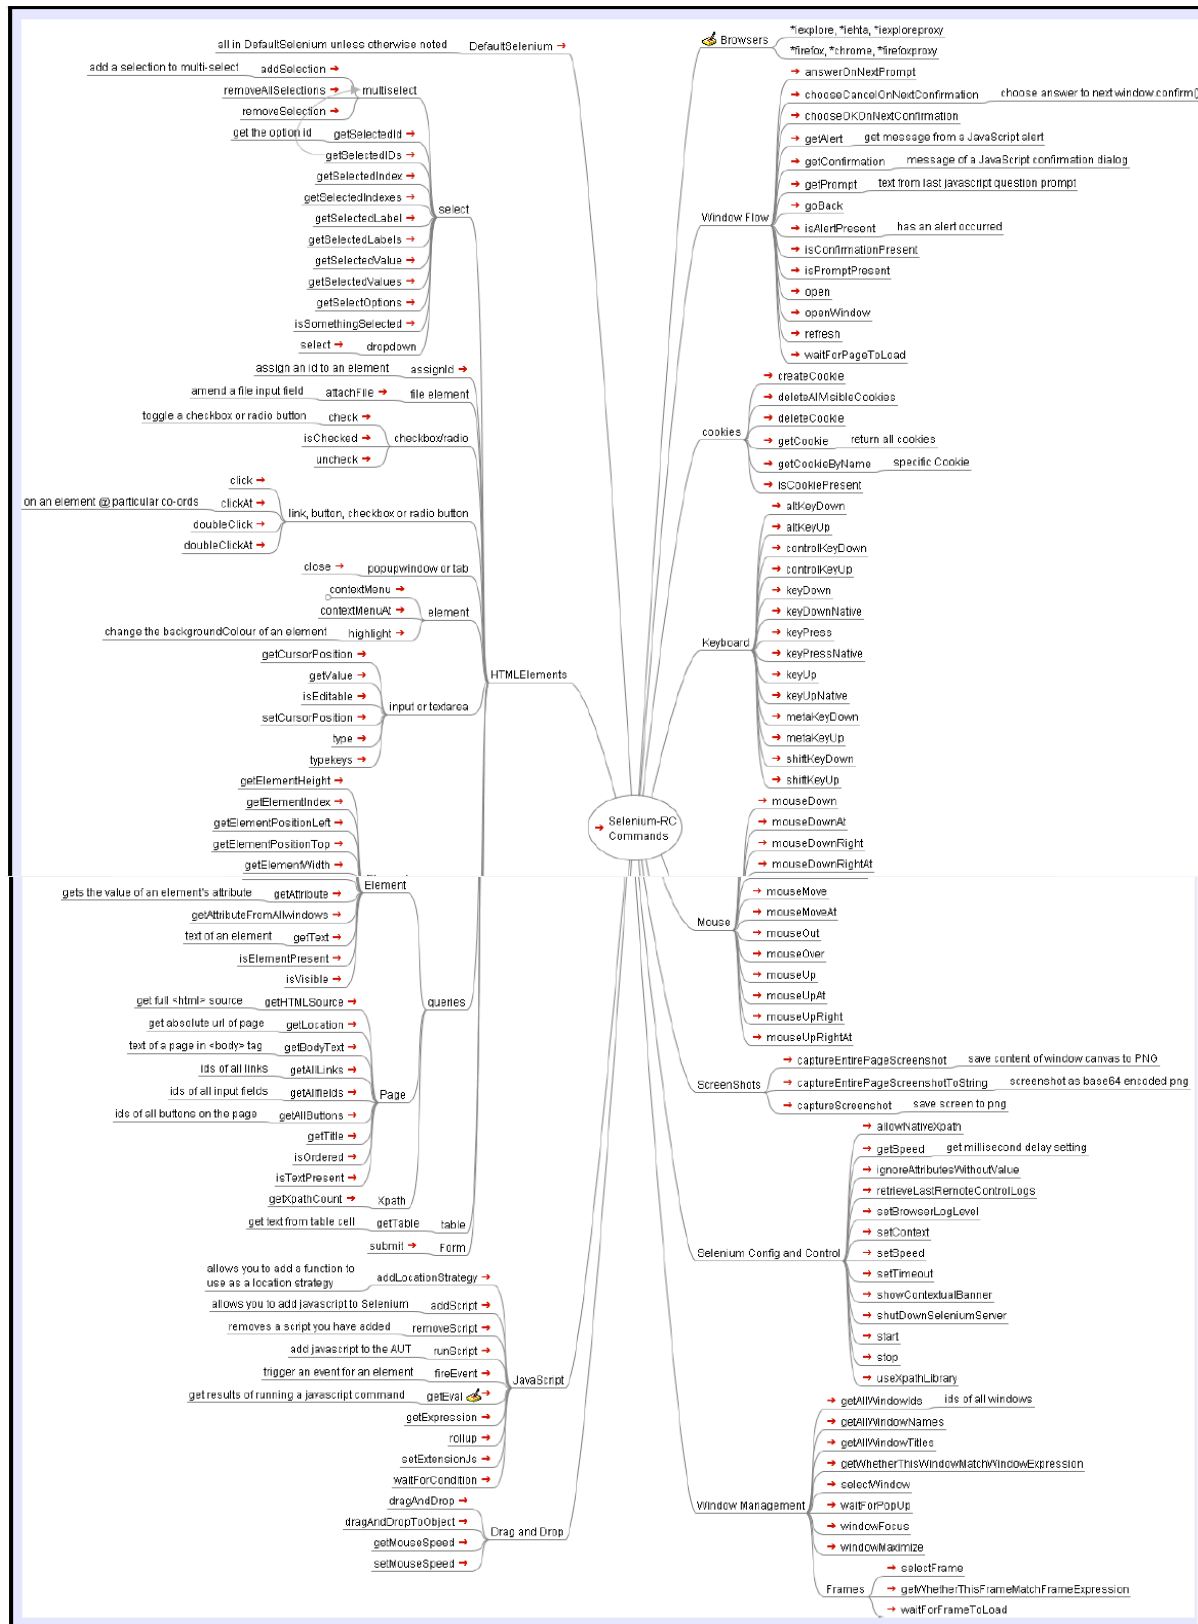 all in DefaultSelenium unless otherwise noted DefaultSelenium
add a selection to multi-select addSelection
removeAllSelections multiselect
removeSelection
get the option id getSelectedId
getSelectedIDs
getSelectedIndex
getSelectedIndexes select
getSelectedLabel
getSelectedLabels
getSelectedValue
getSelectedValues
getSelectOptions
isSomethingSelected
select dropdown
assign an id to an element assignId
amend a file input field attachFile file element
toggle a checkbox or radio button check
isChecked checkbox/radio
uncheck
click
on an element @ particular co-ords clickAt link, button, checkbox or radio button
doubleClick
doubleClickAt
close popupwindow or tab
contextMenu
contextMenuAt element
change the backgroundColour of an element highlight
getCursorPosition
getValue HTMLElements
isEditable
setCursorPosition input or textarea
type
typekeys
getElementHeight
getElementIndex
getElementPositionLeft
getElementPositionTop
getElementWidth
Element
gets the value of an element's attribute getAttribute
getAttributeFromAllwindows
text of an element getText
isElementPresent
isVisible
get full <html> source getHTMLSource queries
get absolute url of page getLocation
text of a page in <body> tag getBodyText
ids of all links getAllLinks
ids of all input fields getAllfields Page
ids of all buttons on the page getAllButtons
getTitle
isOrdered
isTextPresent
getXpathCount Xpath
get text from table cell getTable table
submit Form
allows you to add a function to
use as a location strategy addLocationStrategy
allows you to add javascript to Selenium addScript
removes a script you have added removeScript
add javascript to the AUT runScript
trigger an event for an element fireEvent JavaScript
get results of running a javascript command getEval
getExpression
rollup
setExtensionJs
waitForCondition
dragAndDrop
dragAndDropToObject Drag and Drop
getMouseSpeed
setMouseSpeed
Selenium-RC
Commands
Browsers *iexplore, *iehta, *iexploreproxy
*firefox, *chrome, *firefoxproxy
answerOnNextPrompt
chooseCancelOnNextConfirmation choose answer to next window.confirm()
chooseOKOnNextConfirmation
getAlert get message from a JavaScript alert
getConfirmation message of a JavaScript confirmation dialog
getPrompt text from last javascript question prompt
goBack
Window Flow isAlertPresent has an alert occurred
isConfirmationPresent
isPromptPresent
open
openWindow
refresh
waitForPageToLoad
createCookie
deleteAllVisibleCookies
deleteCookie
cookies getCookie return all cookies
getCookieByName specific Cookie
isCookiePresent
altKeyDown
altKeyUp
controlKeyDown
controlKeyUp
keyDown
keyDownNative
keyPress
Keyboard keyPressNative
keyUp
keyUpNative
metaKeyDown
metaKeyUp
shiftKeyDown
shiftKeyUp
mouseDown
mouseDownAt
mouseDownRight
mouseDownRightAt
mouseMove
mouseMoveAt
Mouse mouseOut
mouseOver
mouseUp
mouseUpAt
mouseUpRight
mouseUpRightAt
captureEntirePageScreenshot save content of window canvas to PNG
ScreenShots captureEntirePageScreenshotToString screenshot as base64 encoded png
captureScreenshot save screen to png
allowNativeXpath
getSpeed get millisecond delay setting
ignoreAttributesWithoutValue
retrieveLastRemoteControlLogs
setBrowserLogLevel
setContext
Selenium Config and Control setSpeed
setTimeout
showContextualBanner
shutDownSeleniumServer
start
stop
useXpathLibrary
getAllWindowIds ids of all windows
getAllWindowNames
getAllWindowTitles
getWhetherThisWindowMatchWindowExpression
selectWindow
Window Management waitForPopUp
windowFocus
windowMaximize
selectFrame
Frames getWhetherThisFrameMatchFrameExpression
waitForFrameToLoad